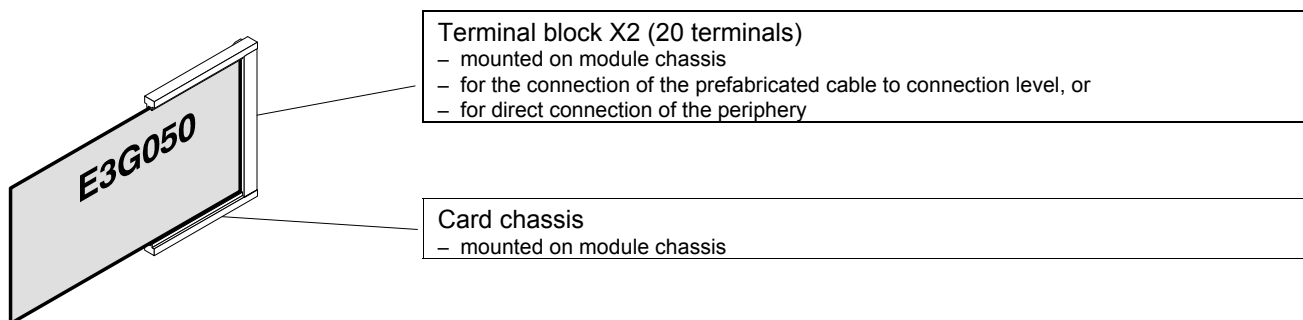 Terminal block X2 (20 terminals)
– mounted on module chassis
– for the connection of the prefabricated cable to connection level, or
– for direct connection of the periphery
E3G050
Card chassis
– mounted on module chassis